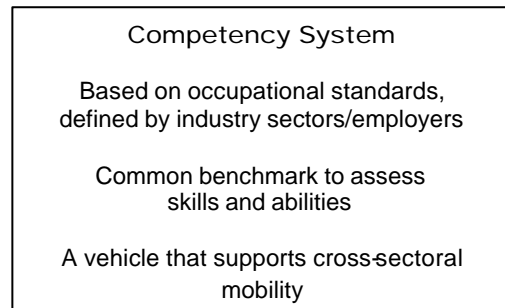 Competency System
Based on occupational standards,
defined by industry sectors/employers
Common benchmark to assess
skills and abilities
A vehicle that supports cross-sectoral
mobility